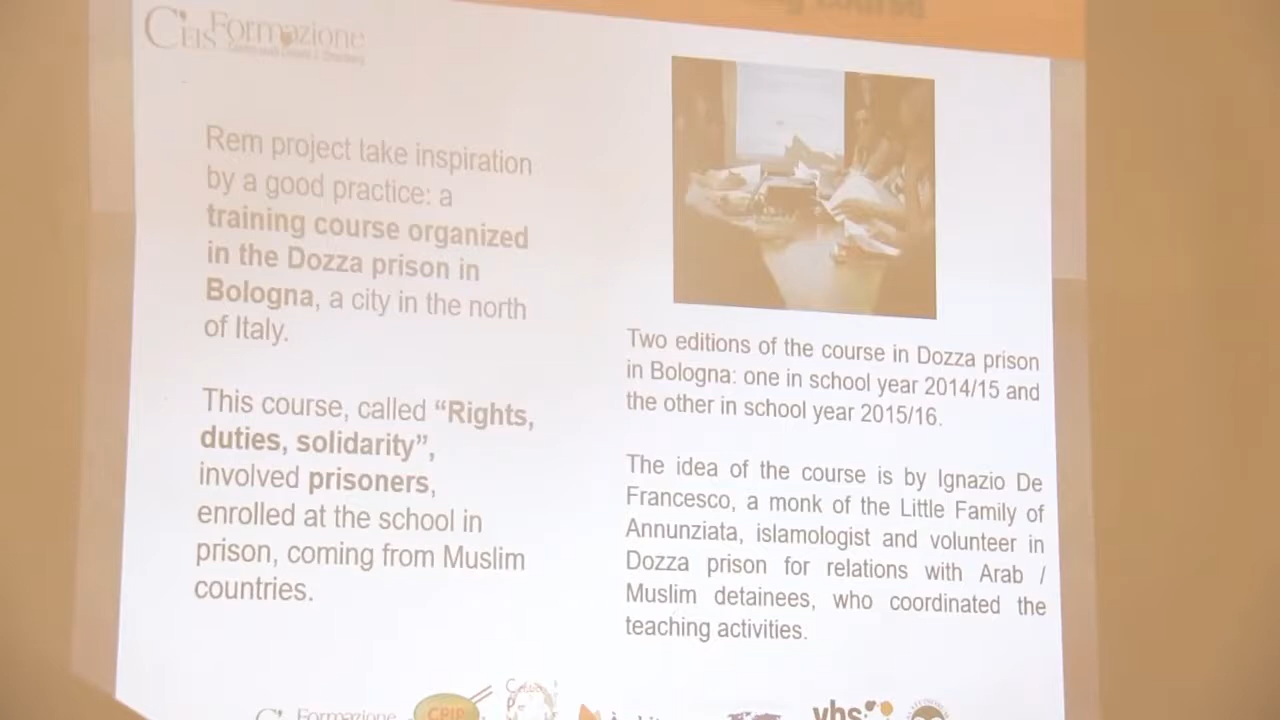 course
C'EIS Formazione
Rem project take inspiration
by a good practice: a
training course organized
in the Dozza prison in
Bologna, a city in the north
of Italy.
This course, called “Rights,
duties, solidarity”,
involved prisoners,
enrolled at the school in
prison, coming from Muslim
countries.
Two editions of the course in Dozza prison
in Bologna: one in school year 2014/15 and
the other in school year 2015/16.
The idea of the course is by Ignazio De
Francesco, a monk of the Little Family of
Annunziata, islamologist and volunteer in
Dozza prison for relations with Arab /
Muslim detainees, who coordinated the
teaching activities.
Formazione
CPIP
vhs